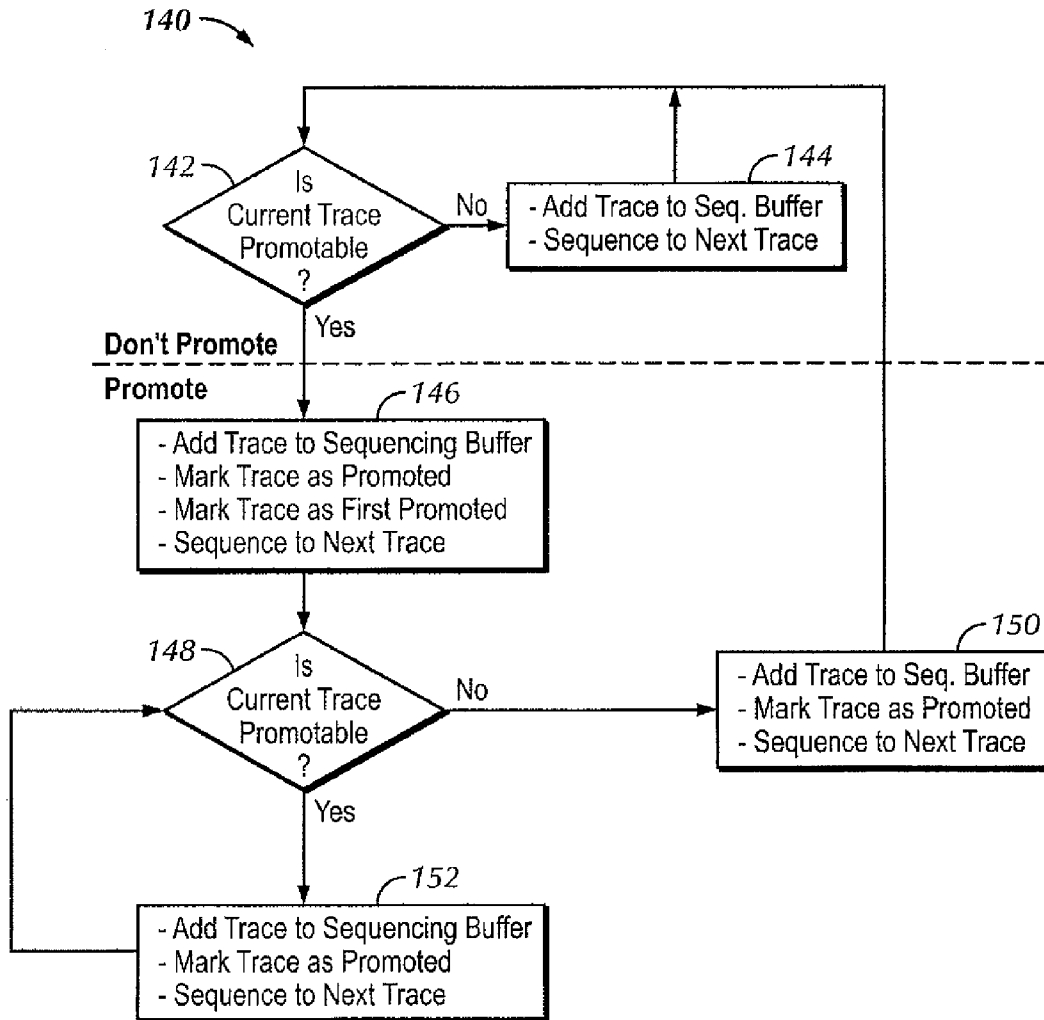 140
142
Is
Current Trace
Promotable
?
No
144
- Add Trace to Seq. Buffer
- Sequence to Next Trace
Yes
Don't Promote
Promote
146
- Add Trace to Sequencing Buffer
- Mark Trace as Promoted
- Mark Trace as First Promoted
- Sequence to Next Trace
148
Is
Current Trace
Promotable
?
No
150
- Add Trace to Seq. Buffer
- Mark Trace as Promoted
- Sequence to Next Trace
Yes
152
- Add Trace to Sequencing Buffer
- Mark Trace as Promoted
- Sequence to Next Trace